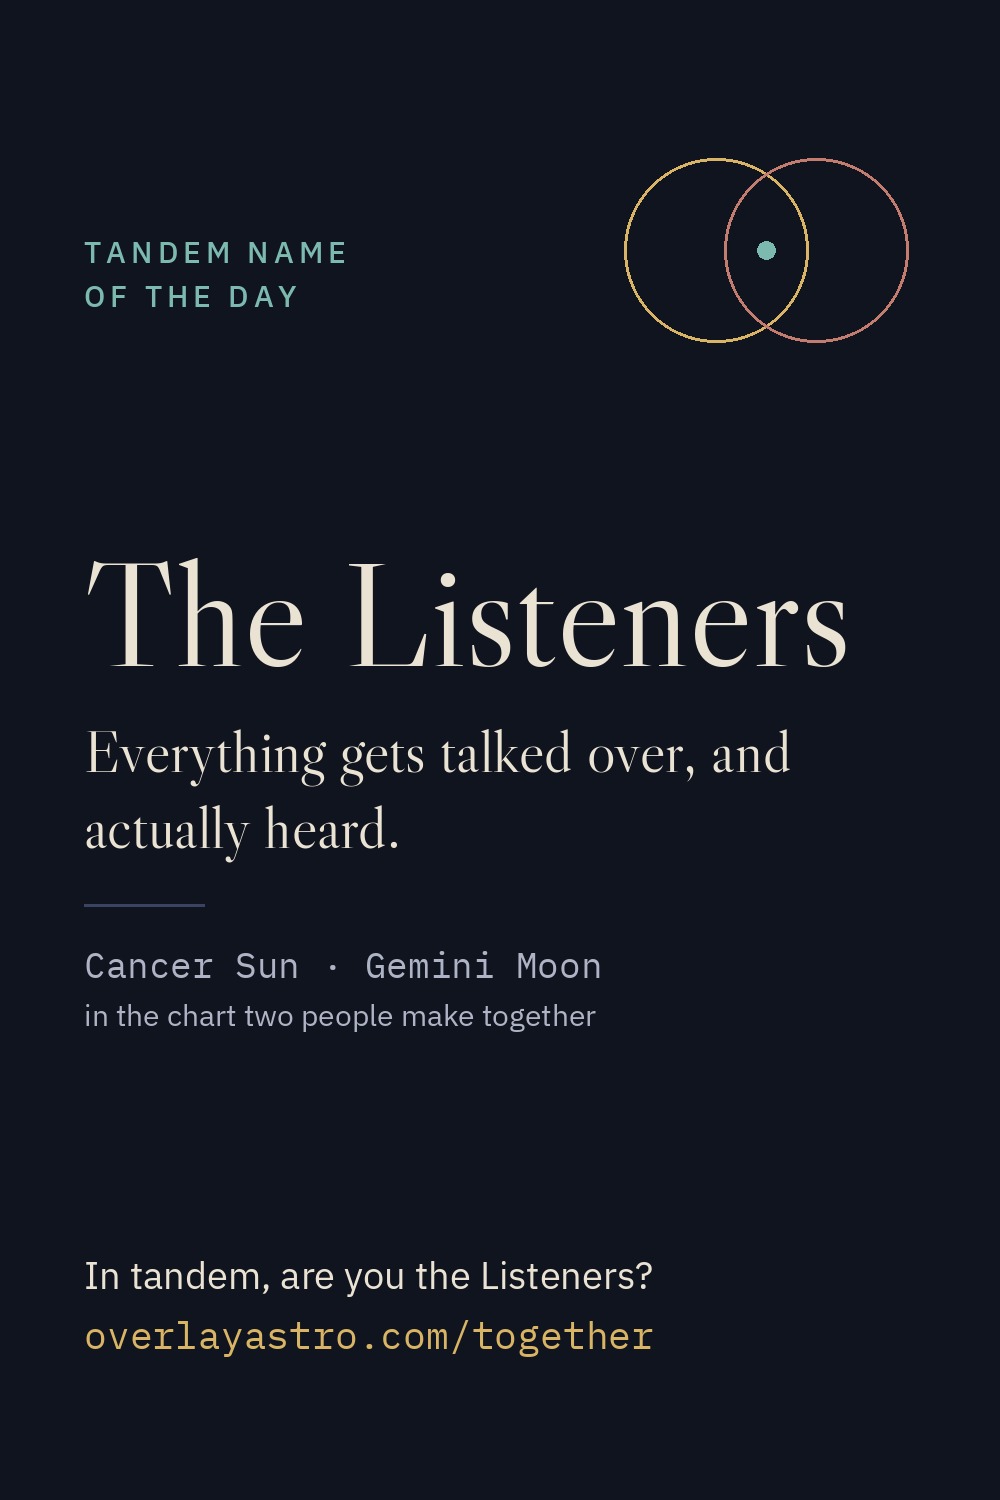 TANDEM NAME
OF THE DAY
The Listeners
Everything gets talked over, and
actually heard.
Cancer Sun · Gemini Moon
in the chart two people make together
In tandem, are you the Listeners?
overlayastro.com/together